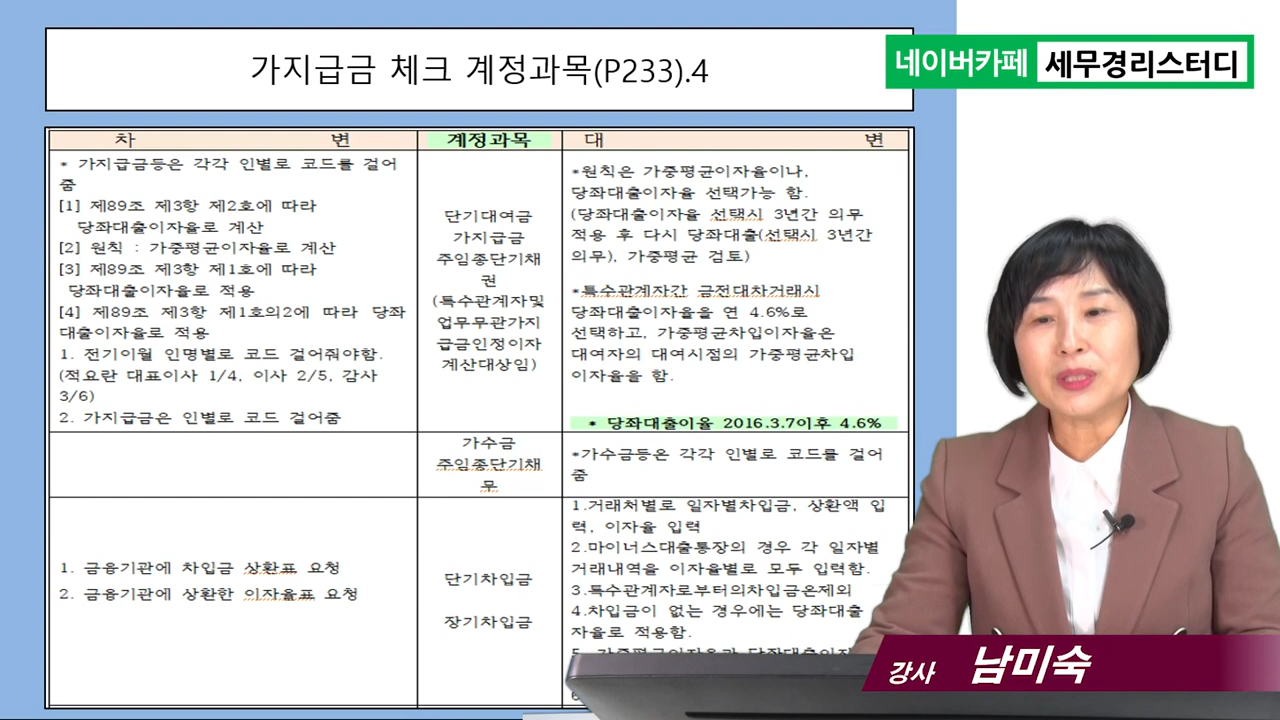 가지급금 체크 계정과목(P233).4
네이버카페 세무경리스터디
차 변 계정과목 대 변
* 가지급금등은 각각 인별로 코드를 걸어
줌
[1] 제89조 제3항 제2호에 따라
당좌대출이자율로 계산
[2] 원칙 : 가중평균이자율로 계산
[3] 제89조 제3항 제1호에 따라
당좌대출이자율로 적용
[4] 제89조 제3항 제1호의2에 따라 당좌
대출이자율로 적용
1. 전기이월 인명별로 코드 걸어줘야함.
(적요란 대표이사 1/4, 이사 2/5, 감사
3/6)
2. 가지급금은 인별로 코드 걸어줌
단기대여금
가지급금
주임종단기채
권
(특수관계자및
업무무관가지
급금인정이자
계산대상임)
*원칙은 가중평균이자율이나,
당좌대출이자율 선택가능 함.
(당좌대출이자율 선택시 3년간 의무
적용 후 다시 당좌대출(선택시 3년간
의무), 가중평균 검토)
*특수관계자간 금전대차거래시
당좌대출이자율을 연 4.6%로
선택하고, 가중평균차입이자율은
대여자의 대여시점의 가중평균차입
이자율을 함.
* 당좌대출이율 2016.3.7이후 4.6%
가수금
주임종단기채
무
*가수금등은 각각 인별로 코드를 걸어
줌
1. 금융기관에 차입금 상환표 요청
2. 금융기관에 상환한 이자율표 요청
단기차입금
장기차입금
1.거래처별로 일자별차입금, 상환액 입
력, 이자율 입력
2.마이너스대출통장의 경우 각 일자별
거래내역을 이자율별로 모두 입력함.
3.특수관계자로부터의차입금은제외
4.차입금이 없는 경우에는 당좌대출
자율로 적용함.
강사 남미숙